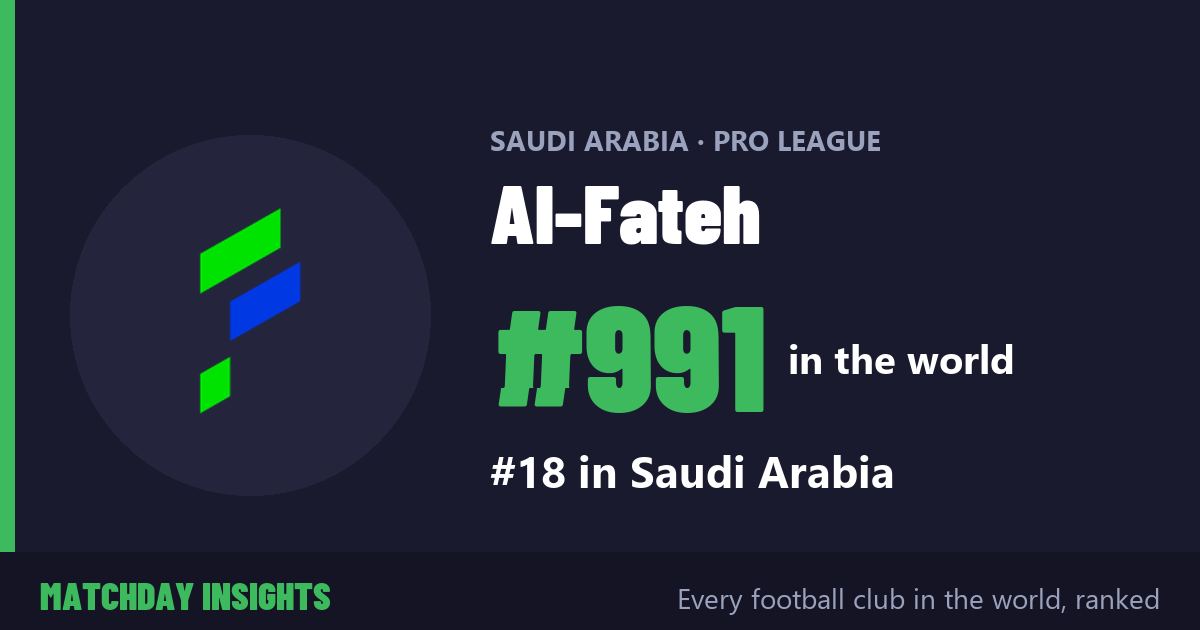 SAUDI ARABIA · PRO LEAGUE
Al-Fateh
#991 in the world
#18 in Saudi Arabia
MATCHDAY INSIGHTS
Every football club in the world, ranked